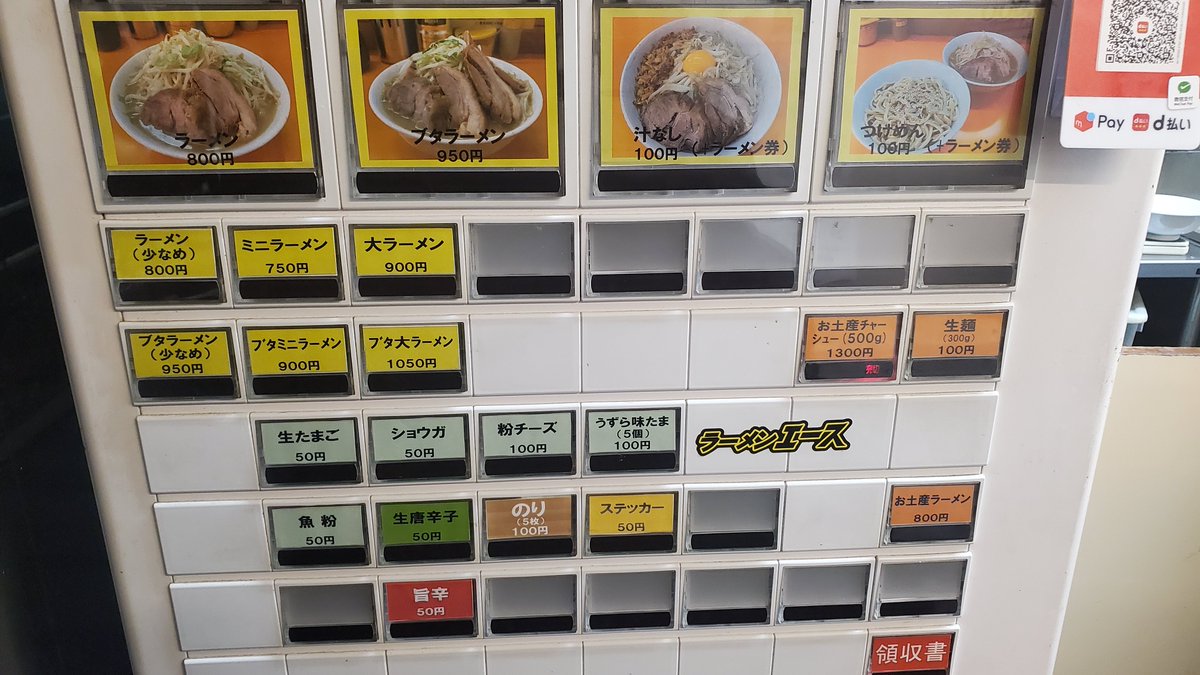 ラーメン
800円
ブタラーメン
950円
汁なし
100円 (+ラーメン券)
つけめん
100円 (+ラーメン券)
Pay d払い
ラーメン
(少なめ)
800円
ミニラーメン
750円
大ラーメン
900円
ブタラーメン
(少なめ)
950円
ブタミニラーメン
900円
ブタ大ラーメン
1050円
お土産チャー
シュー(500g)
1300円
生麺
(300g)
100円
生たまご
50円
ショウガ
50円
粉チーズ
100円
うずら味たま
(5個)
100円
ラーメンエース
魚粉
50円
生唐辛子
50円
のり
(5枚)
100円
ステッカー
50円
お土産ラーメン
800円
旨辛
50円
領収書